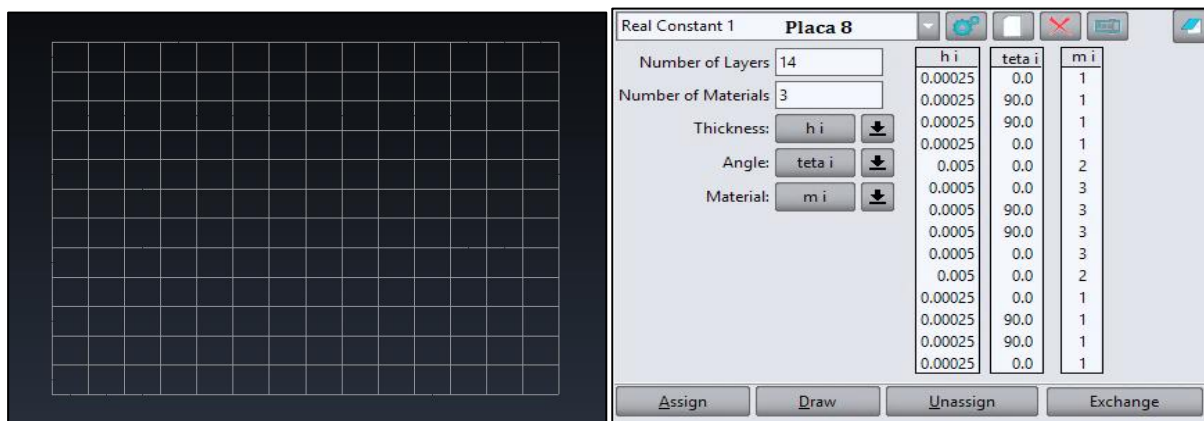 Real Constant 1 Placa 8
Number of Layers 14
Number of Materials 3
Thickness: h i
Angle: teta i
Material: m i
h i teta i m i
0.00025 0.0 1
0.00025 90.0 1
0.00025 90.0 1
0.00025 0.0 1
0.005 0.0 2
0.0005 0.0 3
0.0005 90.0 3
0.0005 90.0 3
0.0005 0.0 3
0.005 0.0 2
0.00025 0.0 1
0.00025 90.0 1
0.00025 90.0 1
0.00025 0.0 1
Assign Draw Unassign Exchange